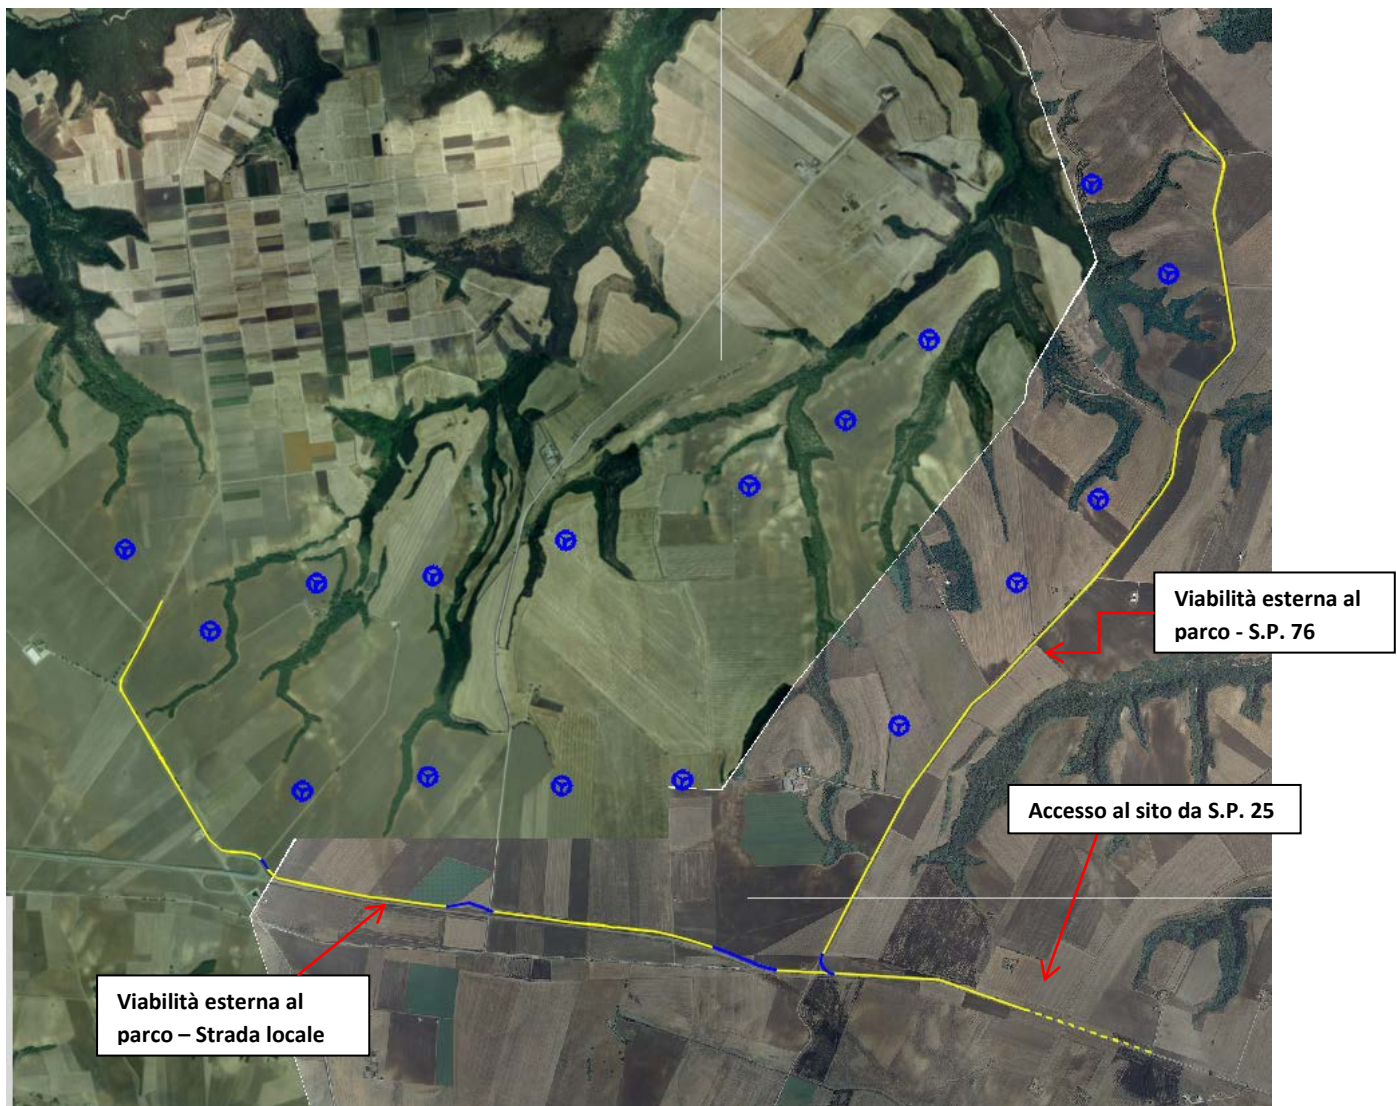 Viabilità esterna al
parco - S.P. 76
Accesso al sito da S.P. 25
Viabilità esterna al
parco – Strada locale